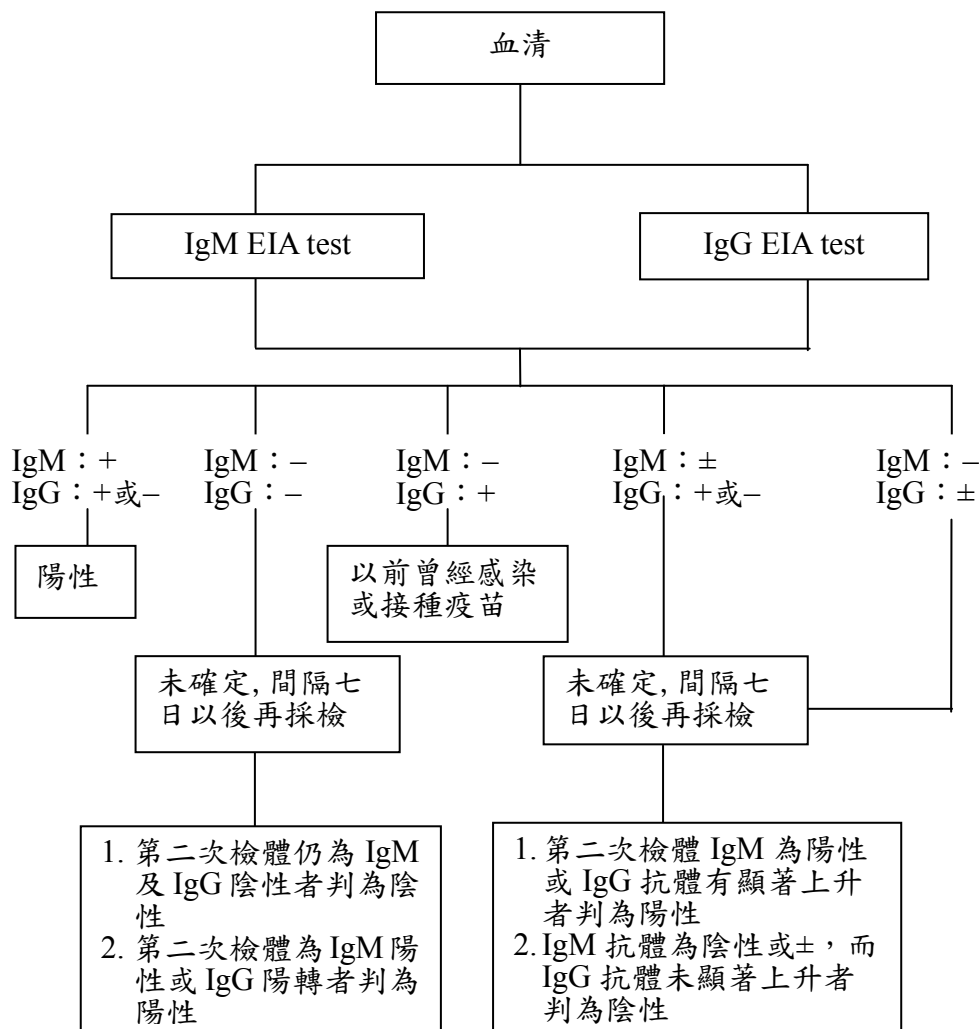 血清
IgM EIA test
IgG EIA test
IgM：+
IgG：+或–
IgM：–
IgG：–
IgM：–
IgG：+
IgM：±
IgG：+或–
IgM：–
IgG：±
陽性
以前曾經感染
或接種疫苗
未確定, 間隔七
日以後再採檢
未確定, 間隔七
日以後再採檢
1. 第二次檢體仍為 IgM
及 IgG 陰性者判為陰
性
2. 第二次檢體為 IgM 陽
性或 IgG 陽轉者判為
陽性
1. 第二次檢體 IgM 為陽性
或 IgG 抗體有顯著上升
者判為陽性
2. IgM 抗體為陰性或±，而
IgG 抗體未顯著上升者
判為陰性